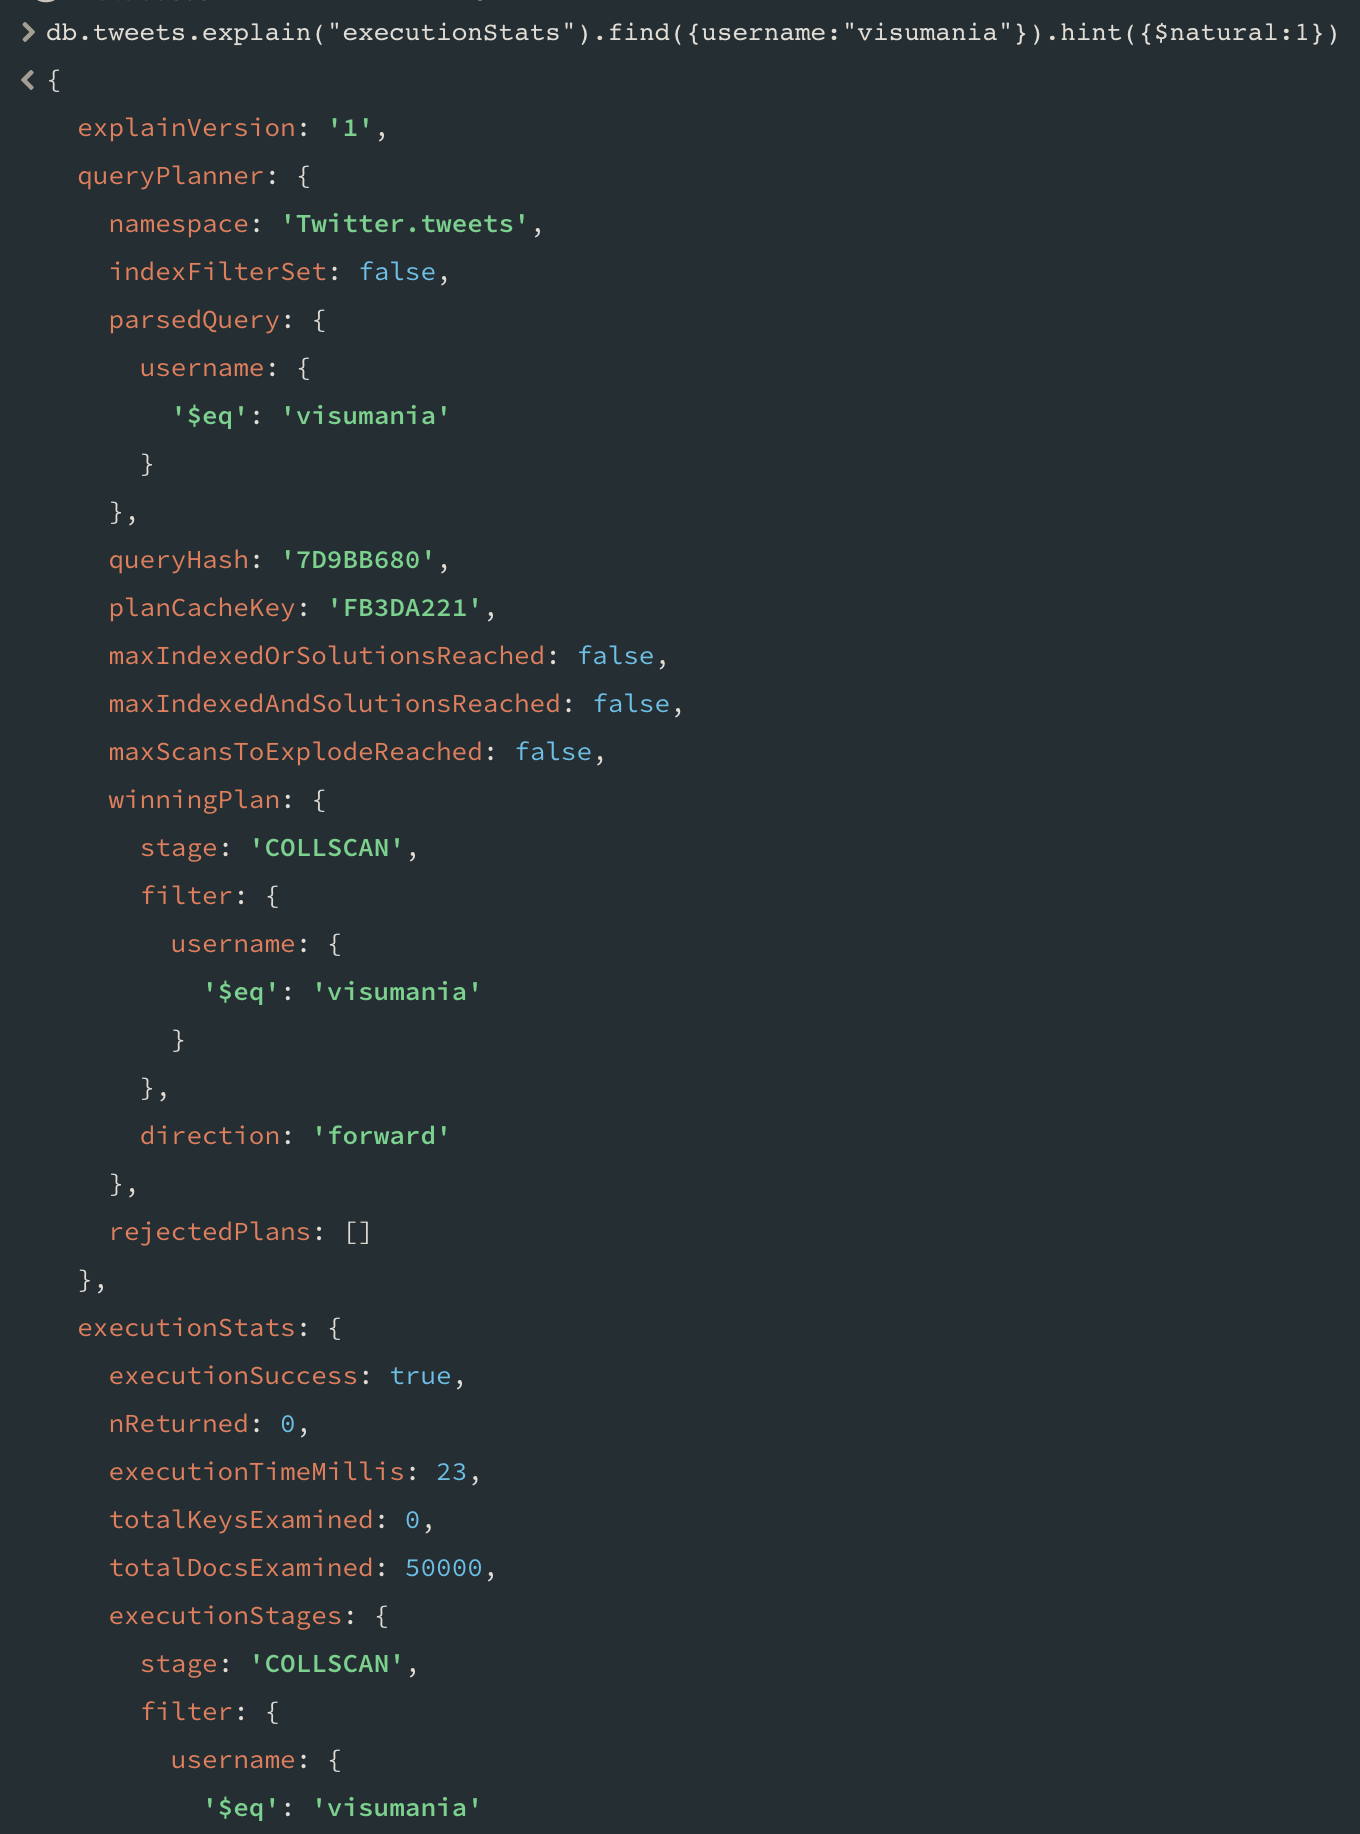 db.tweets.explain("executionStats").find({username:"visumania"}).hint({$natural:1})
{
explainVersion: '1',
queryPlanner: {
namespace: 'Twitter.tweets',
indexFilterSet: false,
parsedQuery: {
username: {
'$eq': 'visumania'
}
},
queryHash: '7D9BB680',
planCacheKey: 'FB3DA221',
maxIndexedOrSolutionsReached: false,
maxIndexedAndSolutionsReached: false,
maxScansToExplodeReached: false,
winningPlan: {
stage: 'COLLSCAN',
filter: {
username: {
'$eq': 'visumania'
}
},
direction: 'forward'
},
rejectedPlans: []
},
executionStats: {
executionSuccess: true,
nReturned: 0,
executionTimeMillis: 23,
totalKeysExamined: 0,
totalDocsExamined: 50000,
executionStages: {
stage: 'COLLSCAN',
filter: {
username: {
'$eq': 'visumania'